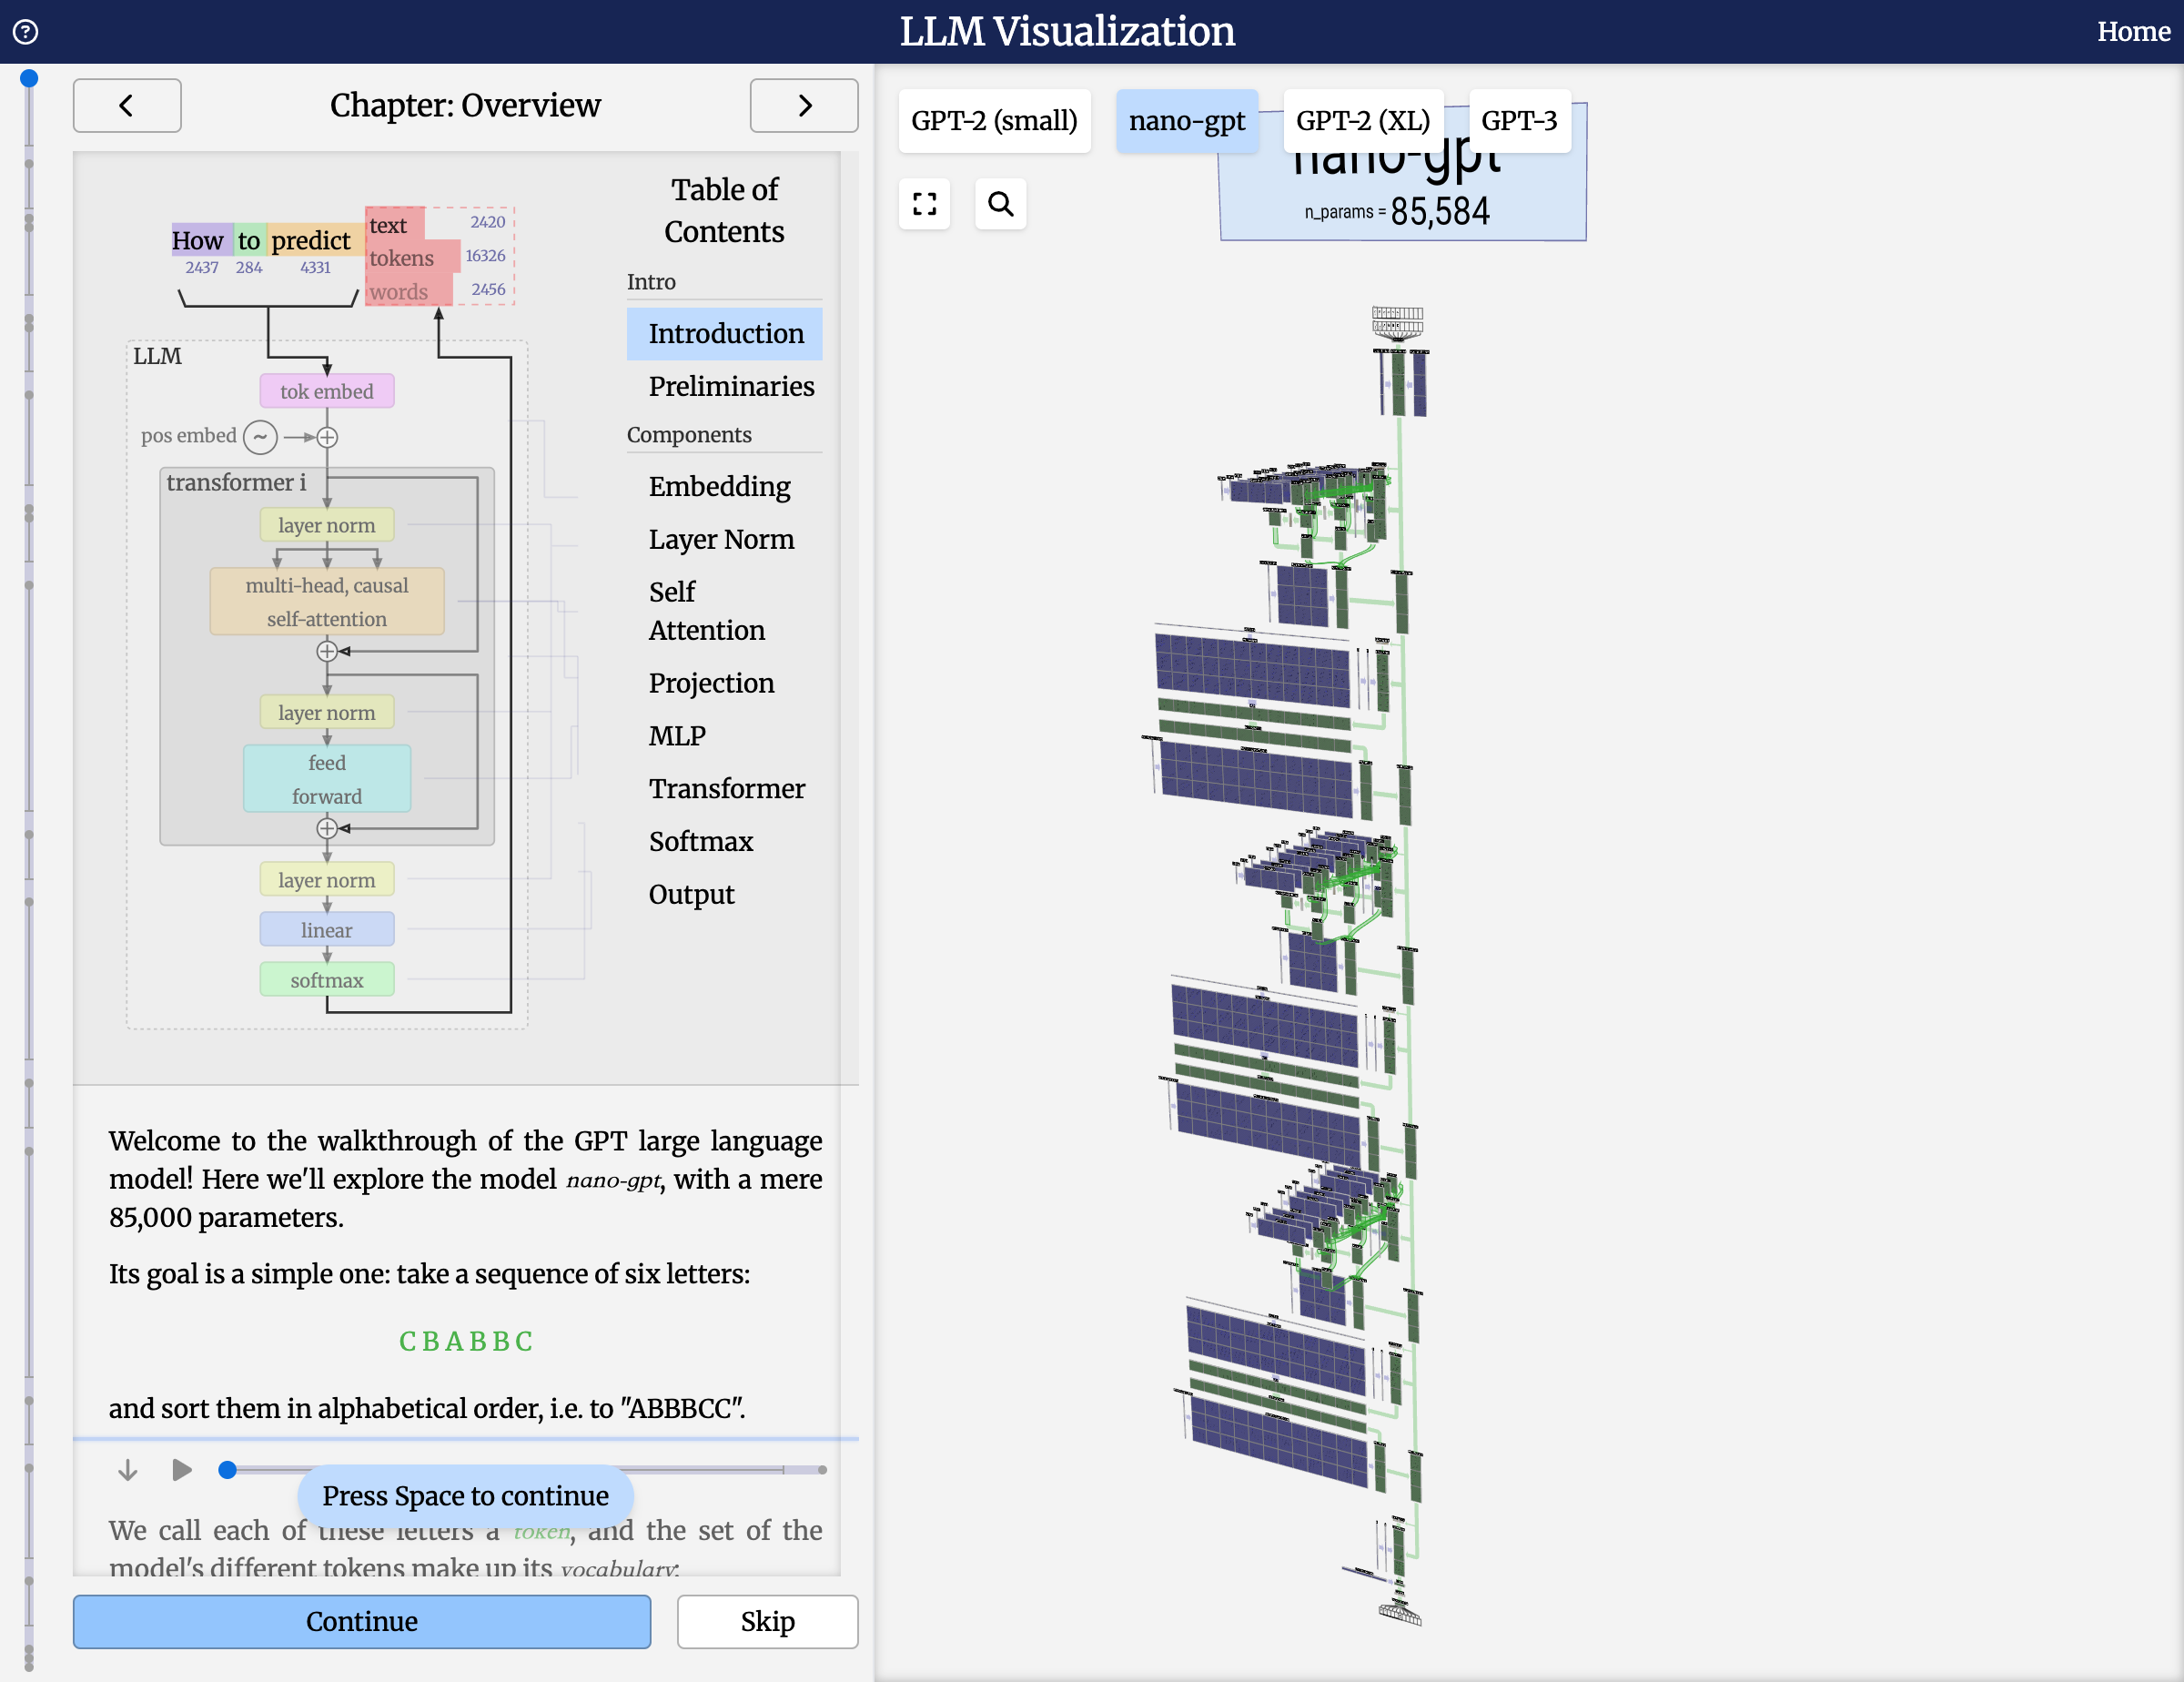 LLM Visualization
Home
Chapter: Overview
How to predict
2437 284 4331
text 2420
tokens 16326
words 2456
LLM
tok embed
pos embed
~
transformer i
layer norm
multi-head, causal
self-attention
layer norm
feed
forward
layer norm
linear
softmax
Table of
Contents
Intro
Introduction
Preliminaries
Components
Embedding
Layer Norm
Self
Attention
Projection
MLP
Transformer
Softmax
Output
Welcome to the walkthrough of the GPT large language
model! Here we'll explore the model nano-gpt, with a mere
85,000 parameters.
Its goal is a simple one: take a sequence of six letters:
C B A B B C
and sort them in alphabetical order, i.e. to "ABBBCC".
Press Space to continue
We call each of these letters a token, and the set of the
model's different tokens make up its vocabulary:
Continue
Skip
GPT-2 (small)
nano-gpt
GPT-2 (XL)
GPT-3
nano-gpt
n_params = 85,584